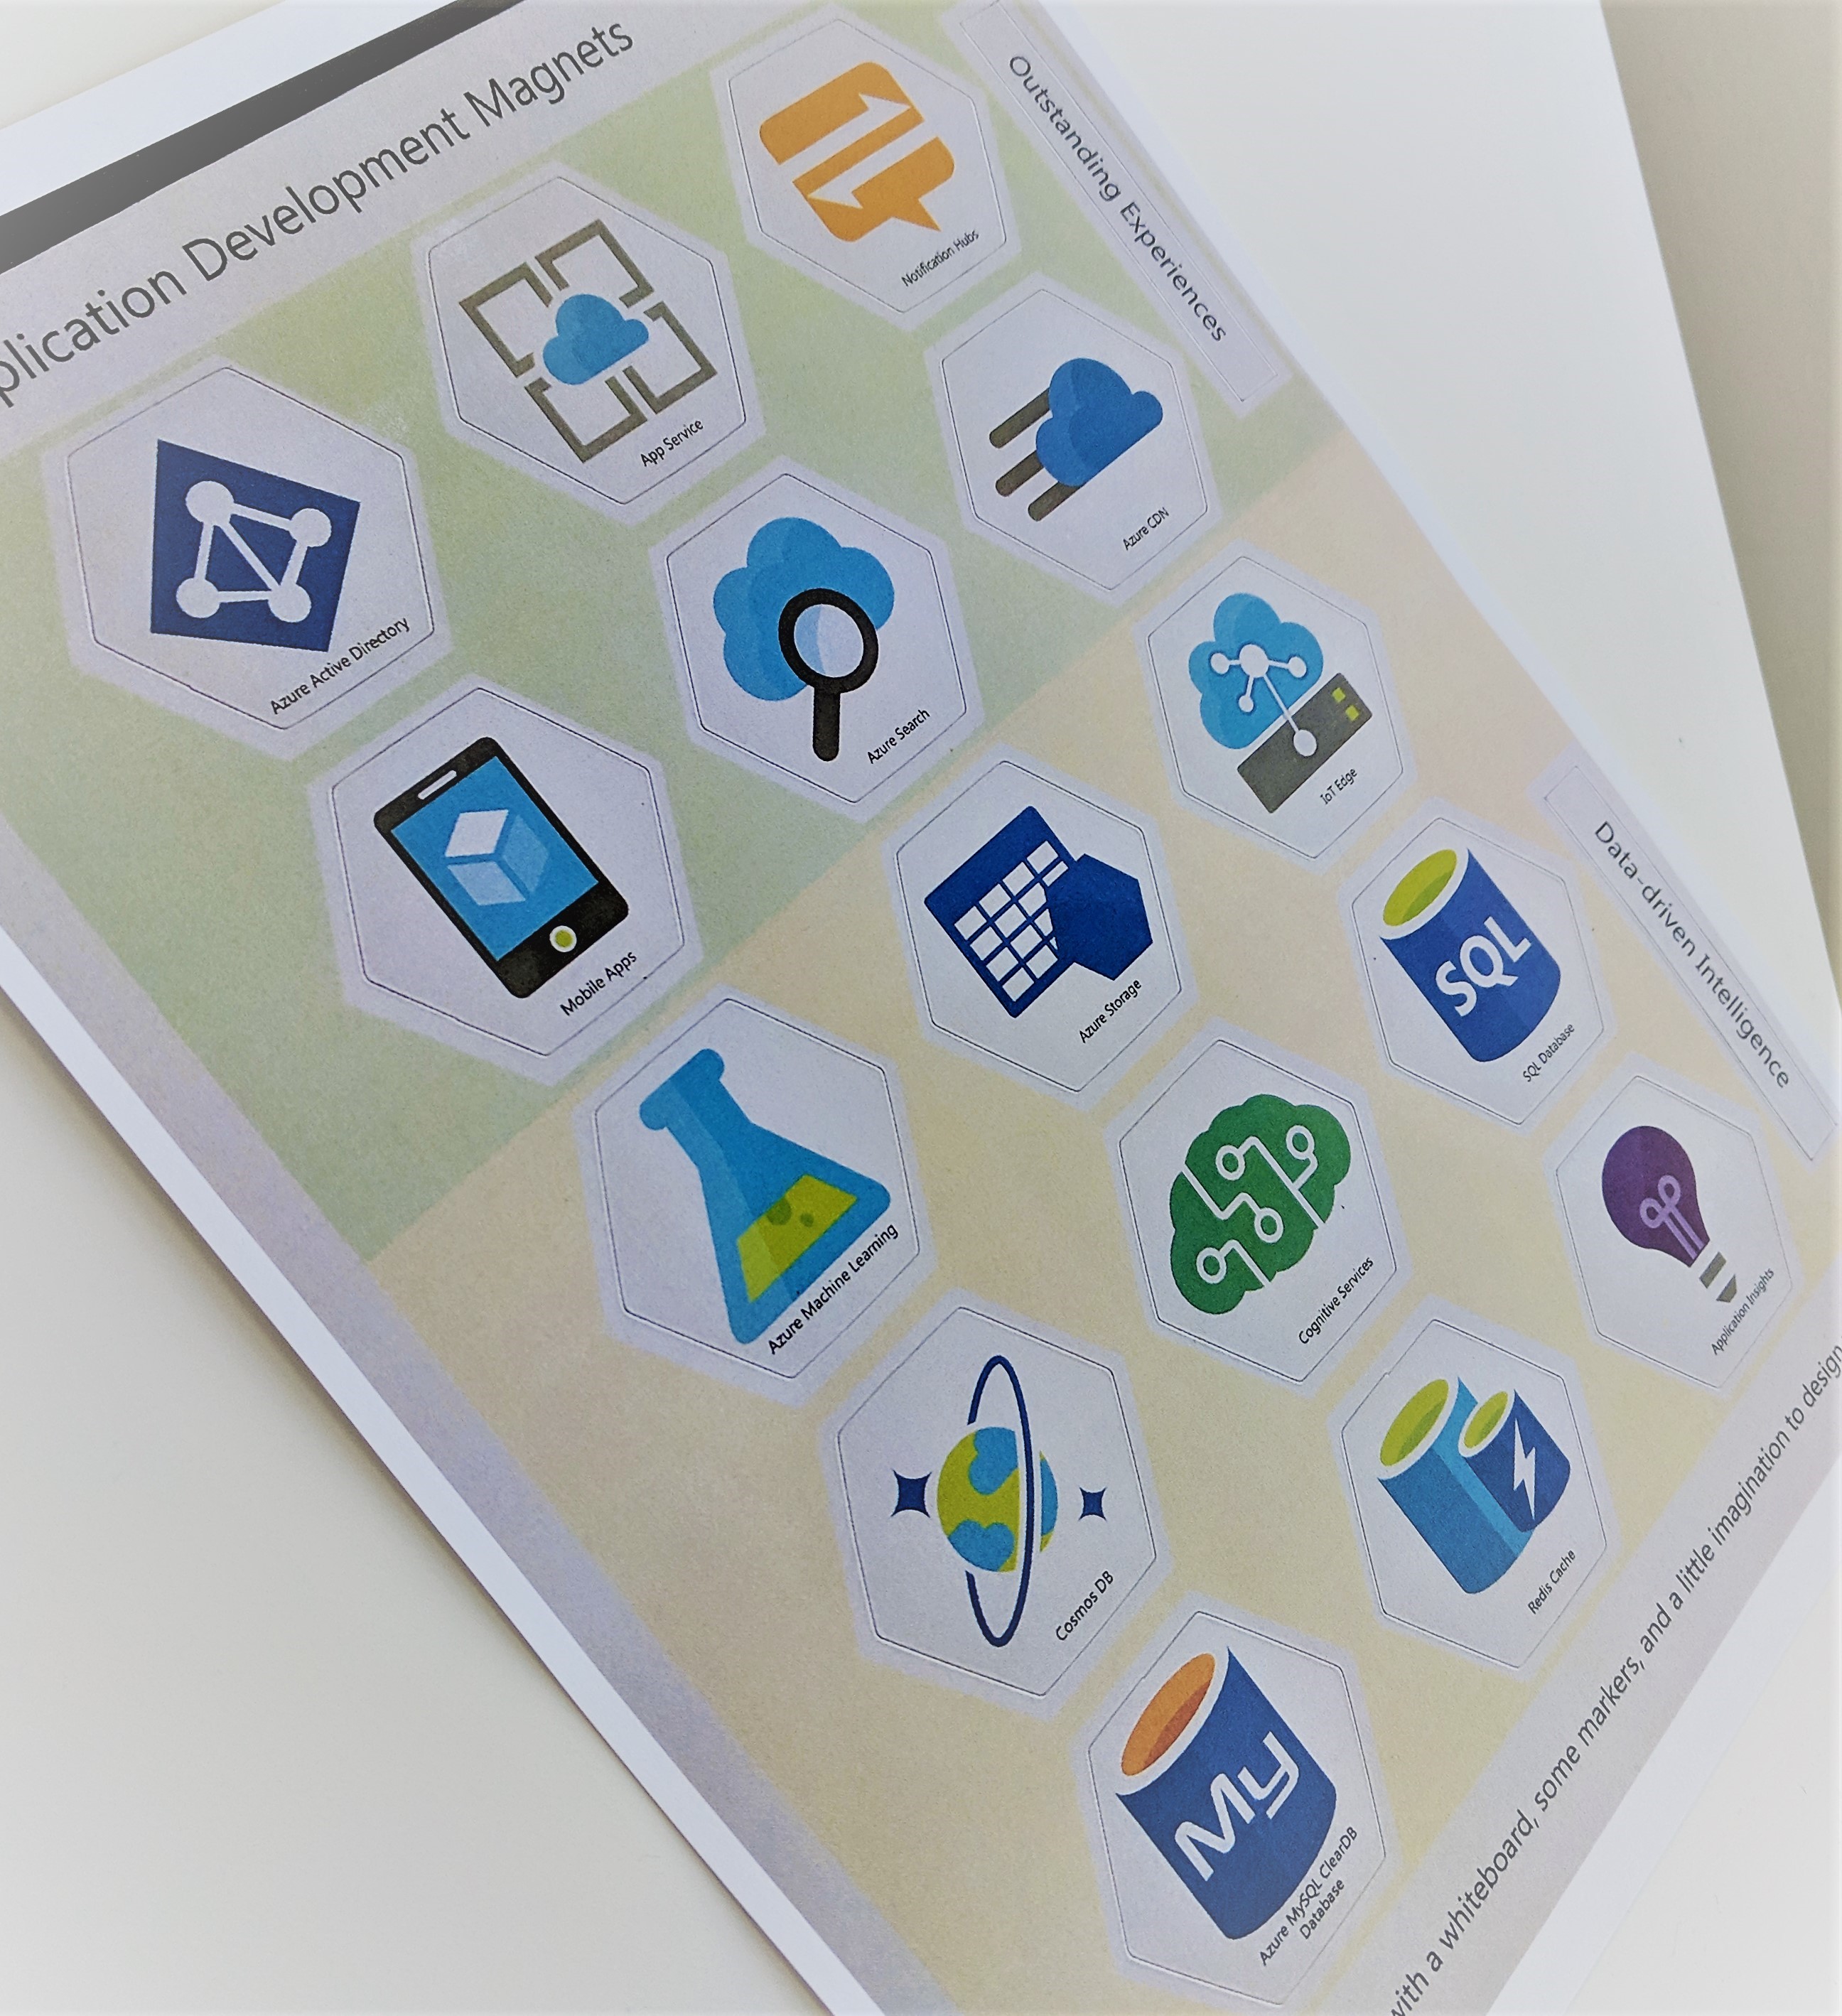 plication Development Magnets
Outstanding Experiences
Notification Hubs
App Service
Azure CDN
Azure Active Directory
Azure Search
Mobile Apps
Data-driven Intelligence
IoT Edge
SQL
SQL Database
Azure Storage
Application Insights
Cognitive Services
Azure Machine Learning
Redis Cache
Cosmos DB
My
Azure MySQL ClearDB
Database
with a whiteboard, some markers, and a little imagination to design